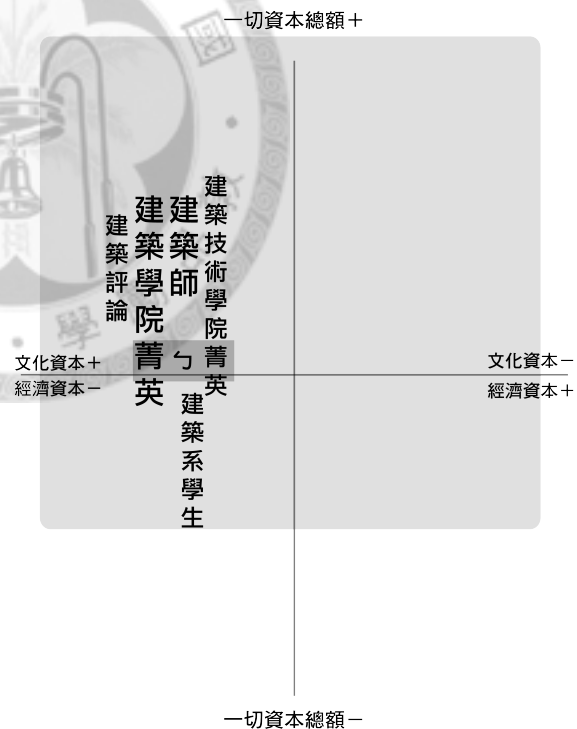 一切資本總額＋
建築技術學院菁英
建築師
建築學院菁英
建築評論
ㄅ
文化資本＋
經濟資本－
文化資本－
經濟資本＋
建築系學生
一切資本總額－